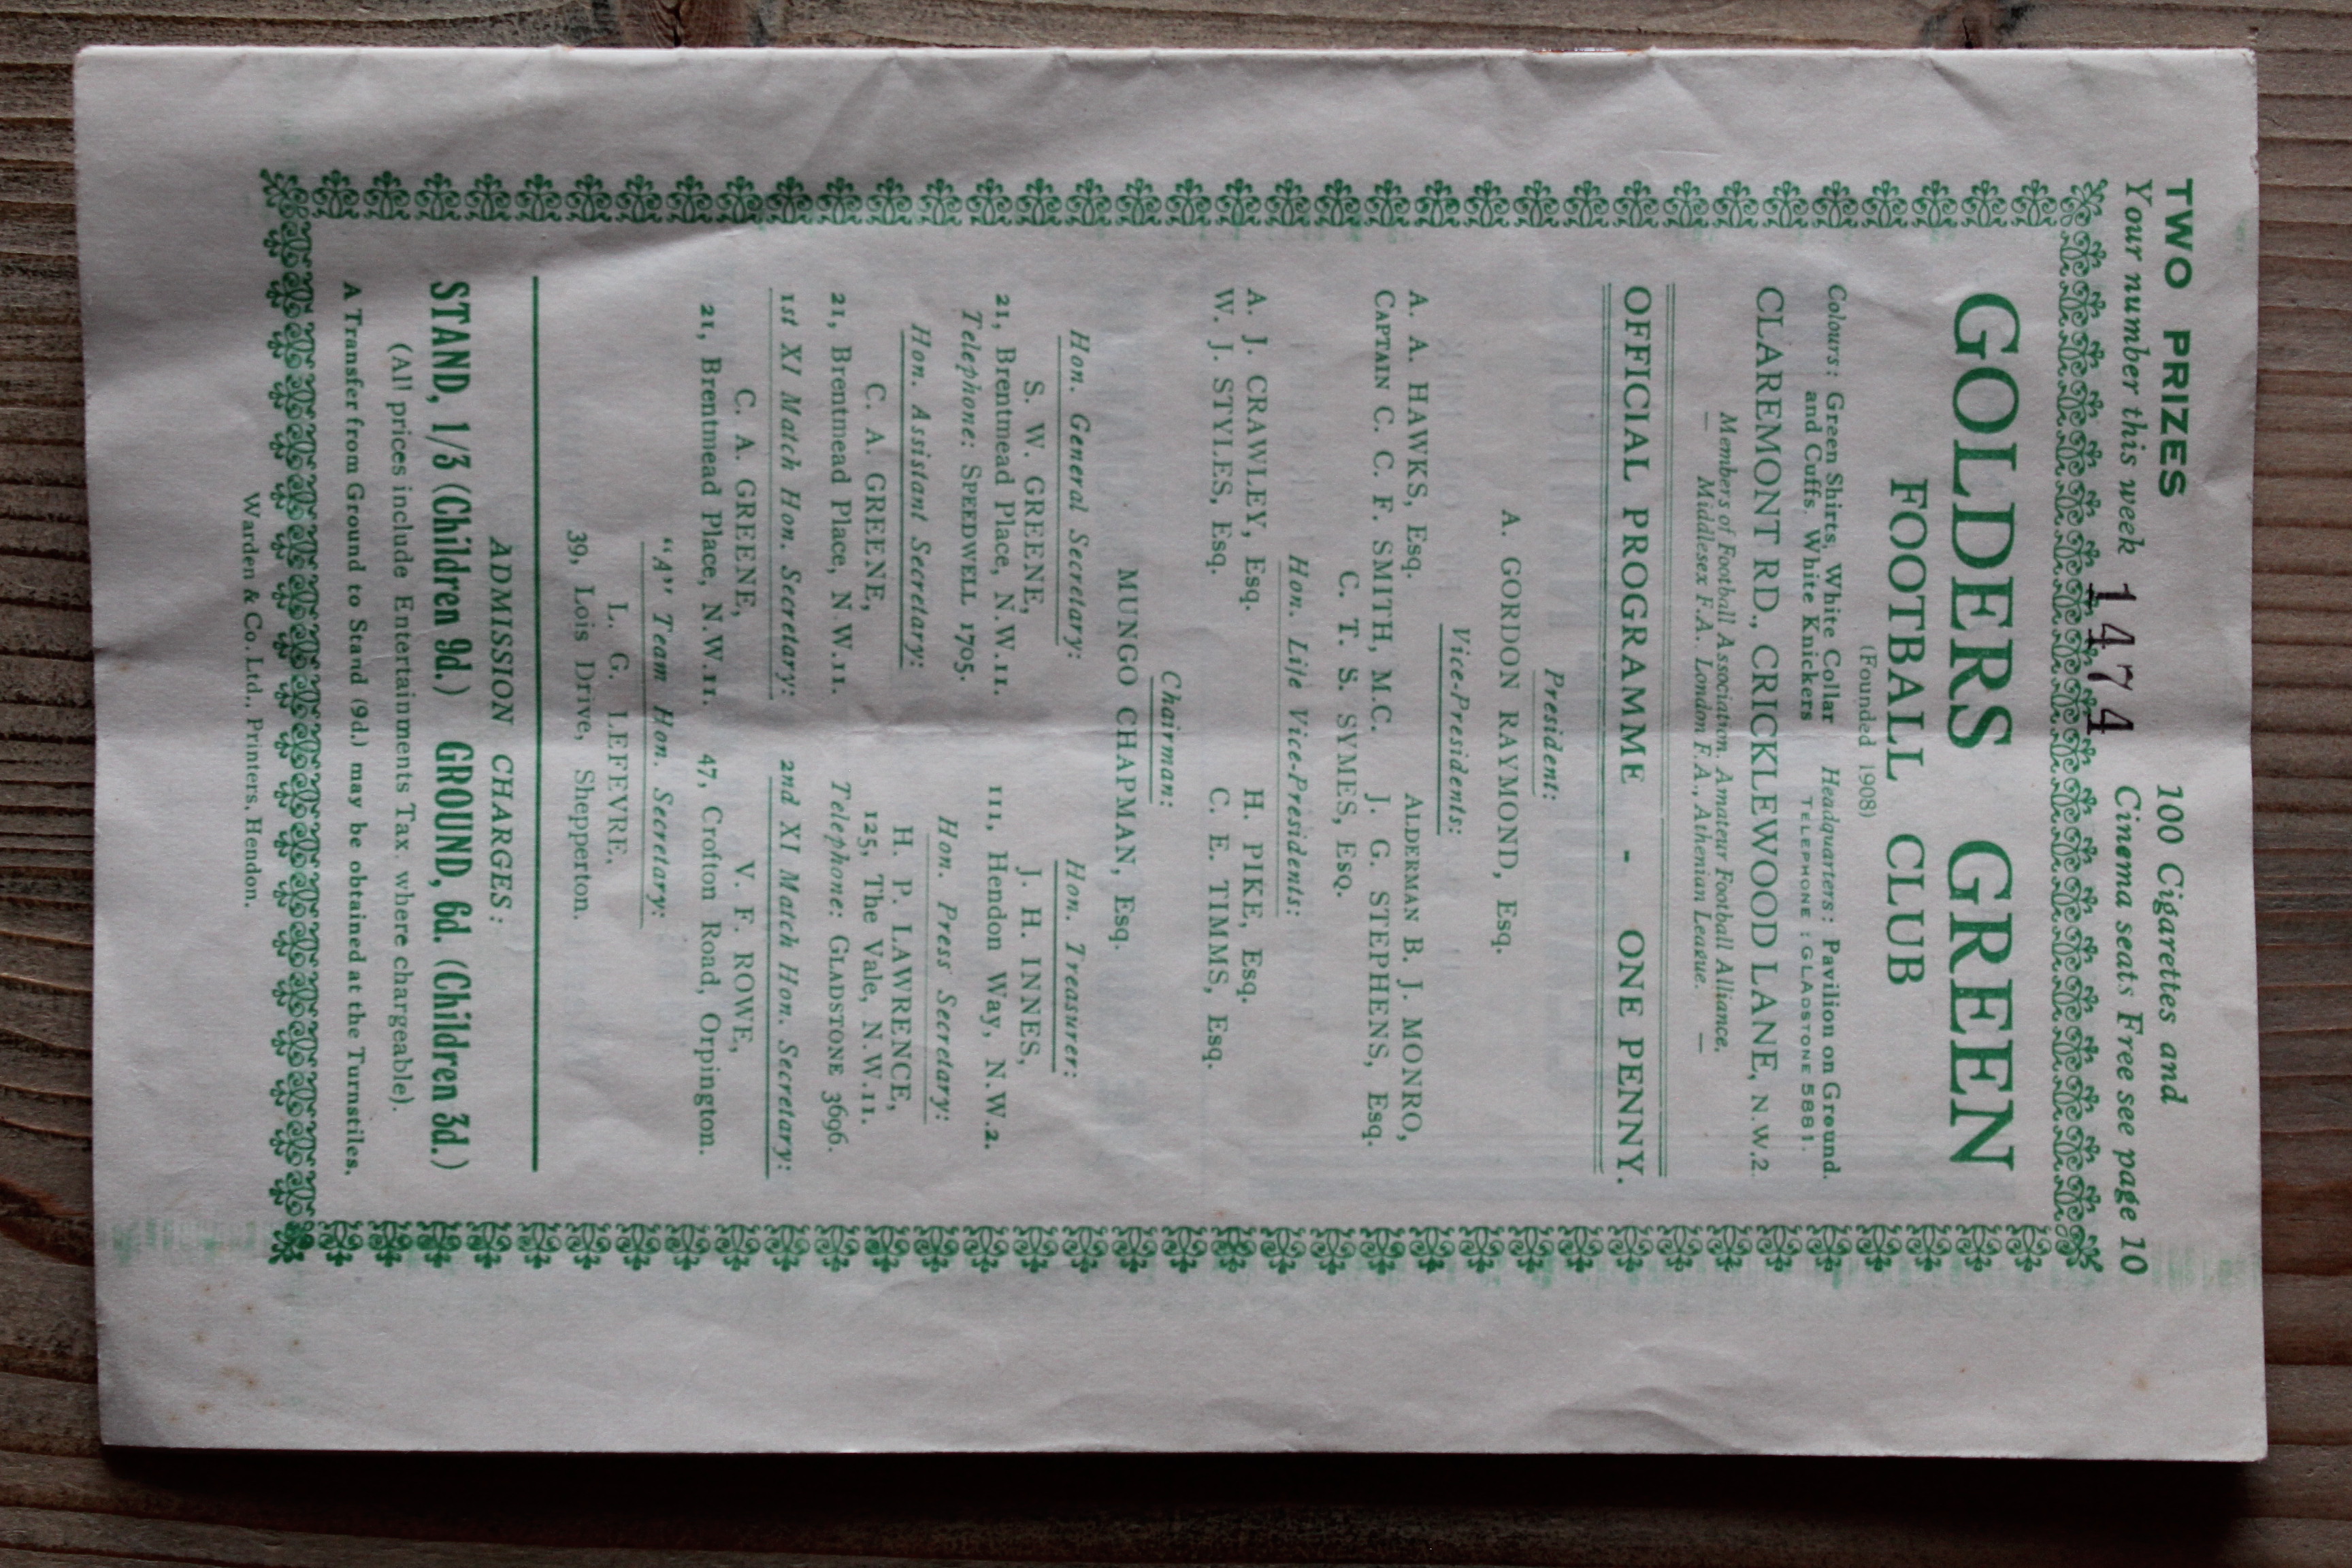 TWO PRIZES
100 Cigarettes and
Your number this week 1474 Cinema seats Free see page 10
GOLDERS GREEN
FOOTBALL CLUB
(Founded 1908)
Colours: Green Shirts, White Collar and Cuffs, White Knickers
Headquarters: Pavilion on Ground.
TELEPHONE: GLADSTONE 5881.
CLAREMONT RD., CRICKLEWOOD LANE, N.W.2
Members of Football Association, Amateur Football Alliance,
— Middlesex F.A., London F.A., Athenian League. —
OFFICIAL PROGRAMME - ONE PENNY.
President:
A. GORDON RAYMOND, Esq.
Vice-Presidents:
A. A. HAWKS, Esq. ALDERMAN B. J. MONRO,
CAPTAIN C. C. F. SMITH, M.C. J. G. STEPHENS, Esq.
C. T. S. SYMES, Esq.
Hon. Life Vice-Presidents:
A. J. CRAWLEY, Esq. H. PIKE, Esq.
W. J. STYLES, Esq. C. E. TIMMS, Esq.
Chairman:
MUNGO CHAPMAN, Esq.
Hon. General Secretary:
S. W. GREENE,
21, Brentmead Place, N.W.11.
Telephone: SPEEDWELL 1705.
Hon. Treasurer:
J. H. INNES,
111, Hendon Way, N.W.2.
Hon. Assistant Secretary:
C. A. GREENE,
21, Brentmead Place, N.W.11.
Hon. Press Secretary:
H. P. LAWRENCE,
125, The Vale, N.W.11.
Telephone: GLADSTONE 3696.
1st XI Match Hon. Secretary:
C. A. GREENE,
21, Brentmead Place, N.W.11.
2nd XI Match Hon. Secretary:
V. F. ROWE,
47, Crofton Road, Orpington.
"A" Team Hon. Secretary:
L. G. LEFEVRE,
39, Lois Drive, Shepperton.
ADMISSION CHARGES:
STAND, 1/3 (Children 9d.) GROUND, 6d. (Children 3d.)
(All prices include Entertainments Tax, where chargeable).
A Transfer from Ground to Stand (9d.) may be obtained at the Turnstiles.
Warden & Co. Ltd., Printers, Hendon.